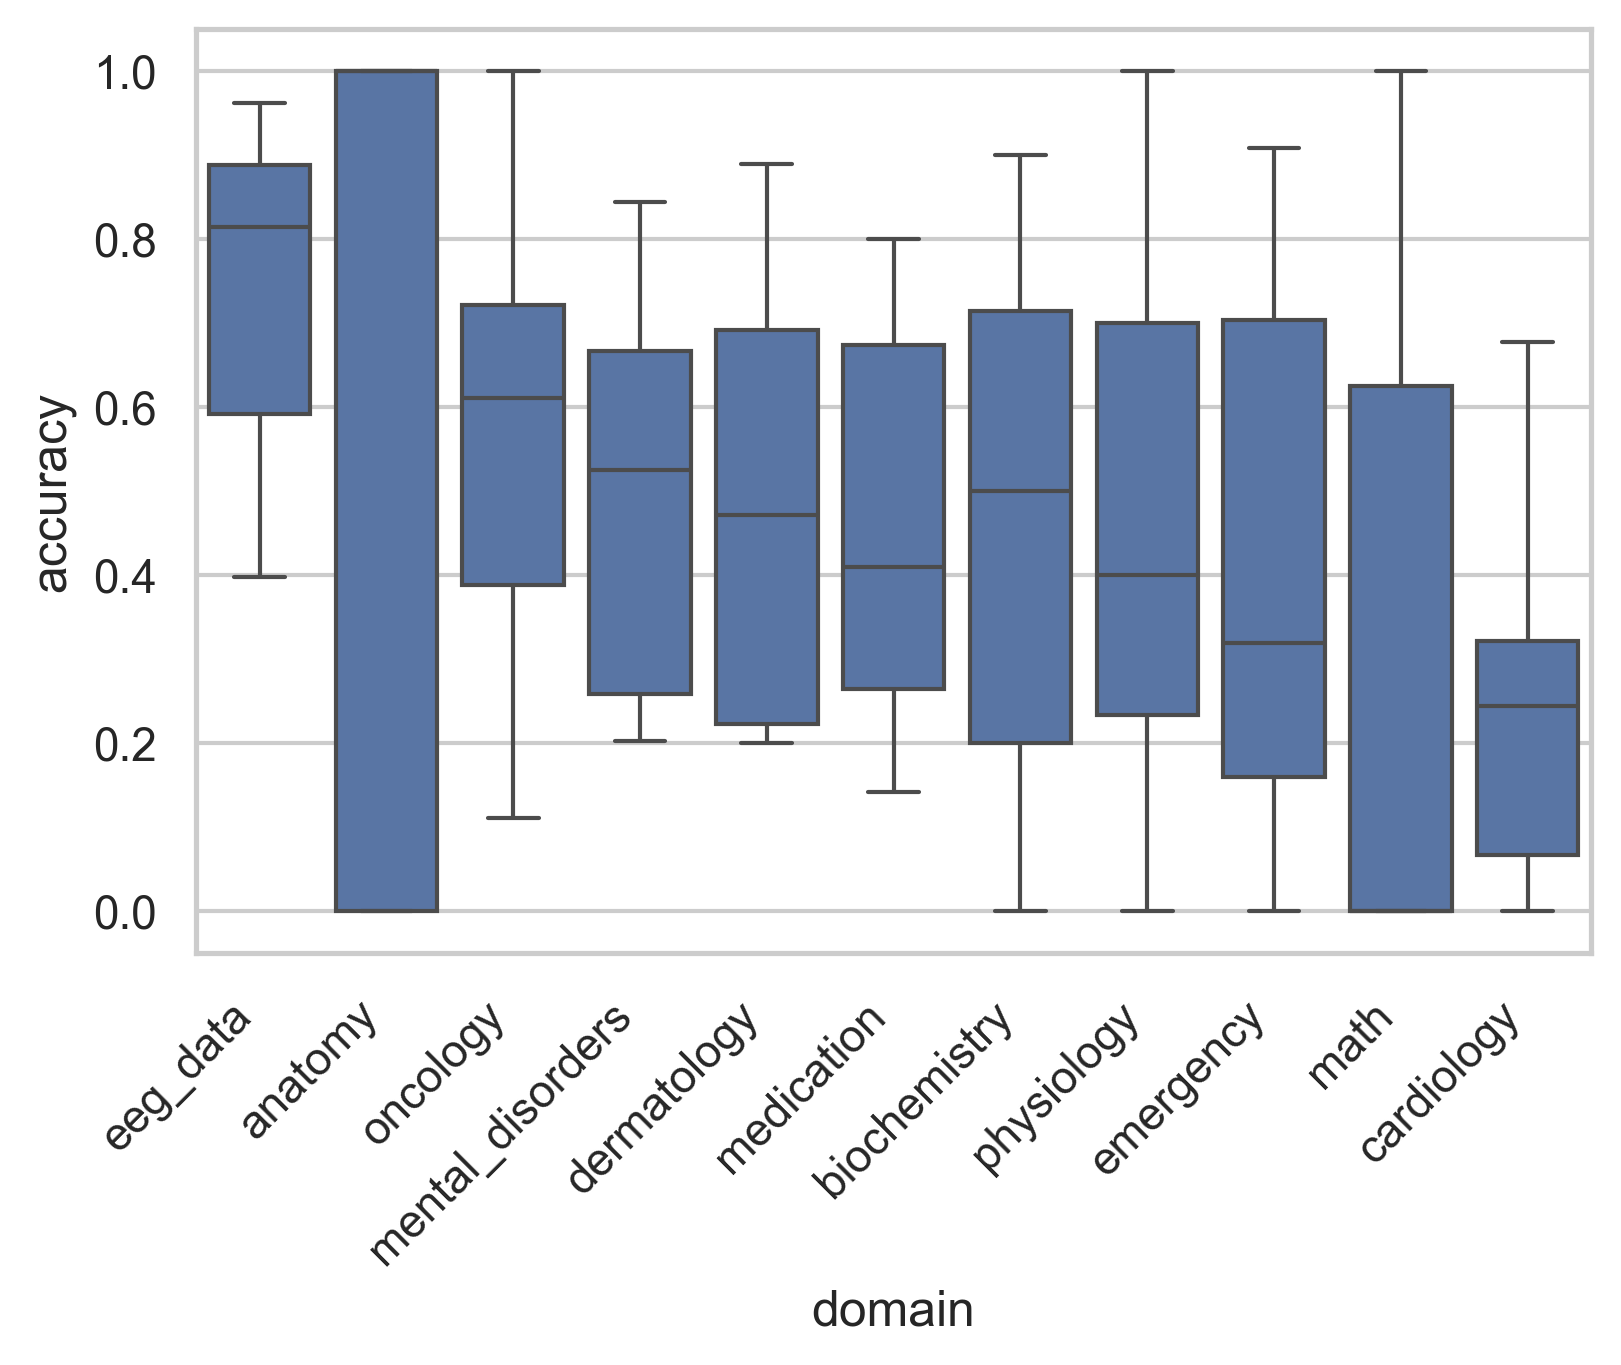 accuracy
1.0
0.8
0.6
0.4
0.2
0.0
eeg_data
anatomy
oncology
mental_disorders
dermatology
medication
biochemistry
physiology
emergency
math
cardiology
domain